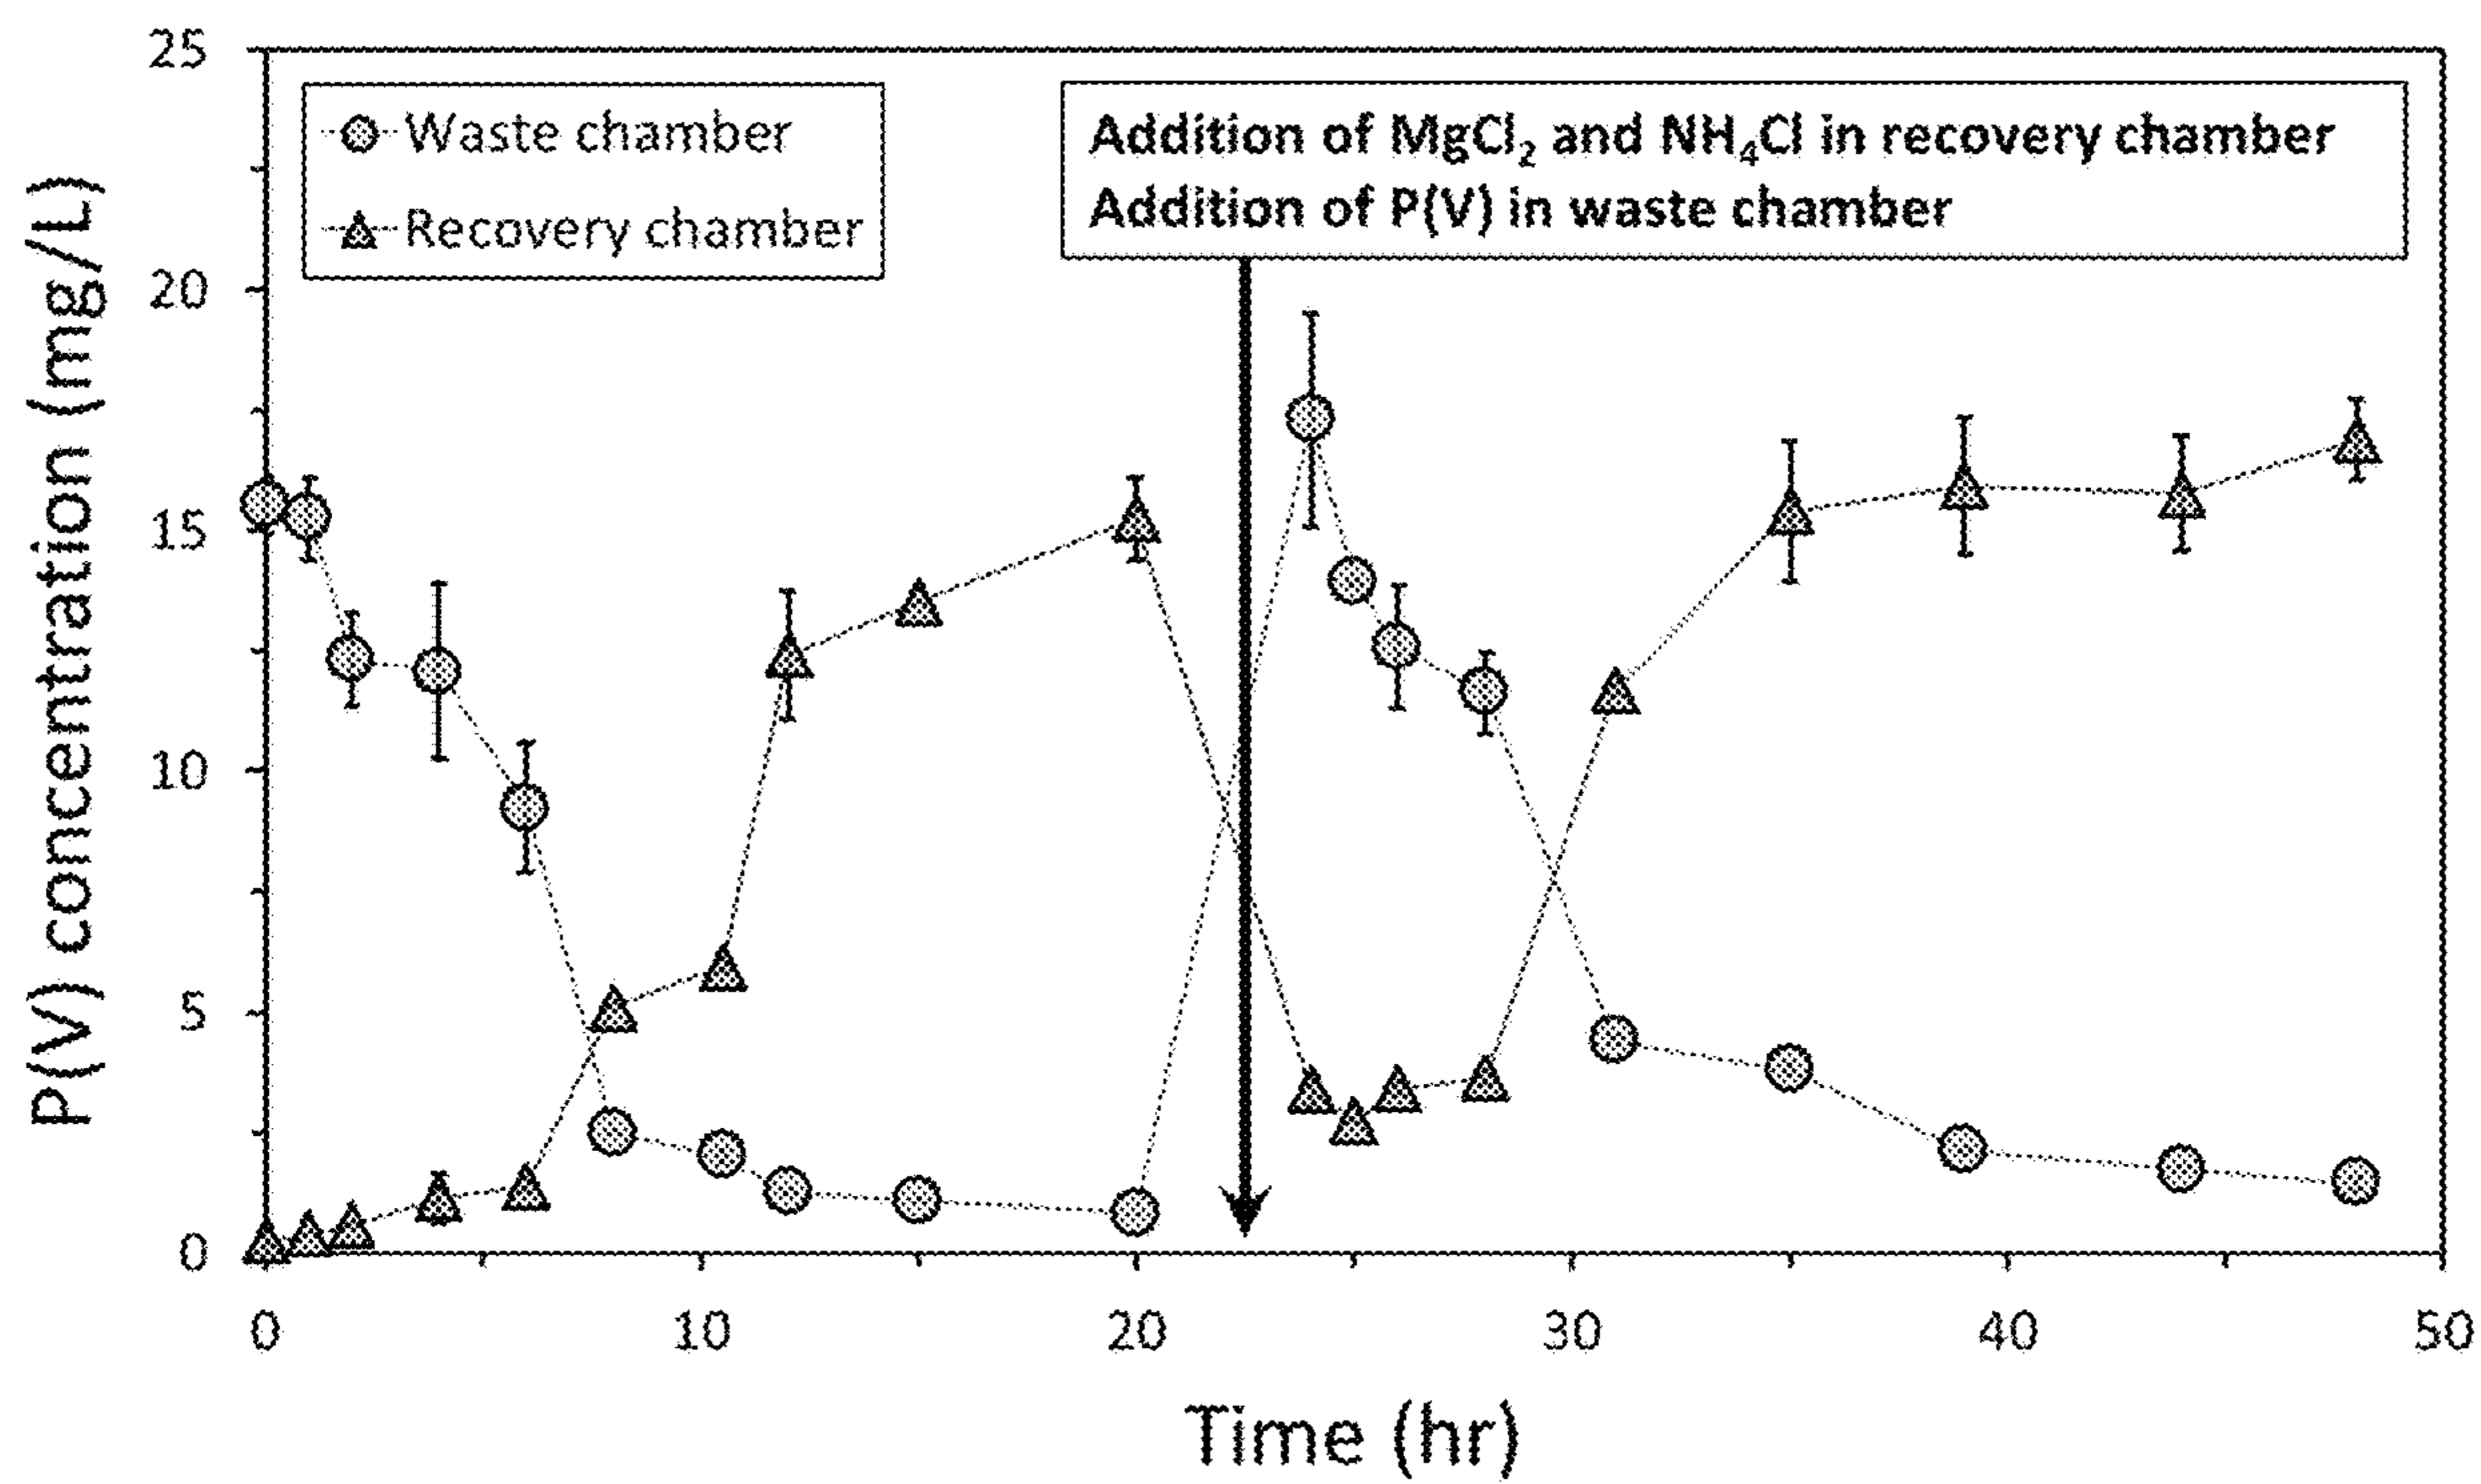 P(V) concentration (mg/L)
25
20
15
10
5
0
Waste chamber
Recovery chamber
Addition of MgCl₂ and NH₄Cl in recovery chamber
Addition of P(V) in waste chamber
0 10 20 30 40 50
Time (hr)